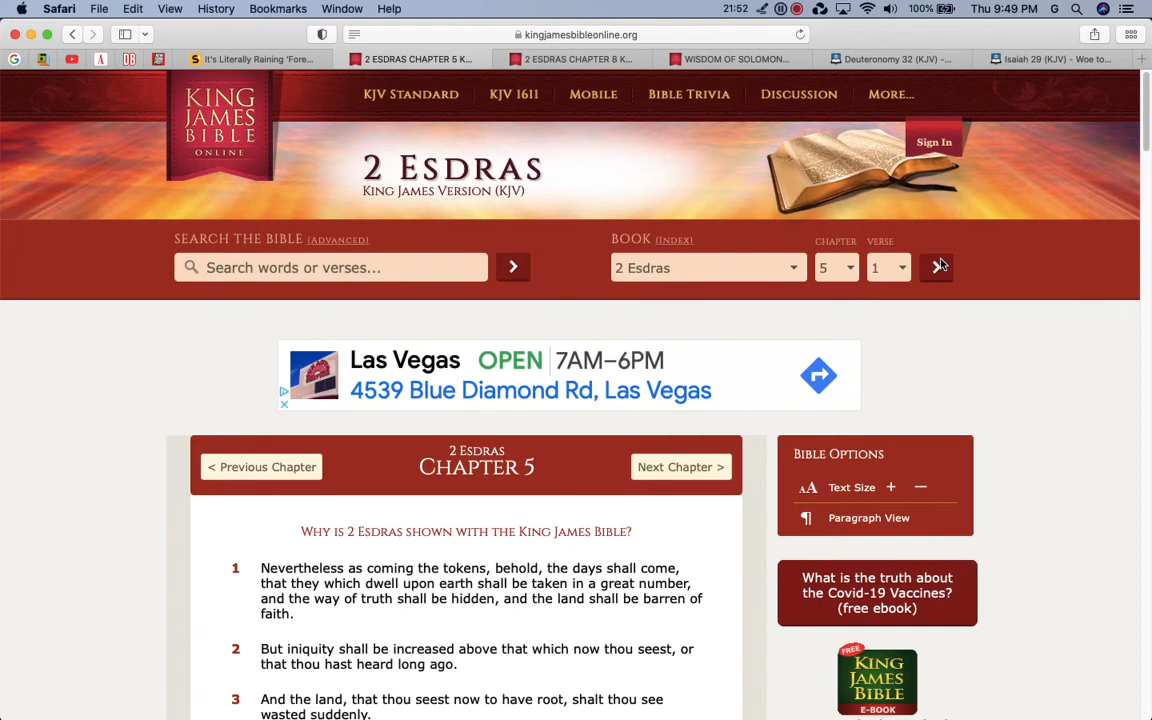 Safari File Edit View History Bookmarks Window Help 21:52 100% Thu 9:49 PM G
kingjamesbibleonline.org
G A DB S It's Literally Raining 'Fore... 2 ESDRAS CHAPTER 5 K... 2 ESDRAS CHAPTER 8 K... WISDOM OF SOLOMON... Deuteronomy 32 (KJV) -... Isaiah 29 (KJV) - Woe to...
KING
JAMES
BIBLE
ONLINE
KJV STANDARD KJV 1611 MOBILE BIBLE TRIVIA DISCUSSION MORE...
Sign In
2 ESDRAS
KING JAMES VERSION (KJV)
SEARCH THE BIBLE (ADVANCED) BOOK (INDEX) CHAPTER VERSE
Search words or verses... 2 Esdras 5 1
Las Vegas OPEN 7AM–6PM
4539 Blue Diamond Rd, Las Vegas
2 ESDRAS
CHAPTER 5
< Previous Chapter Next Chapter >
WHY IS 2 ESDRAS SHOWN WITH THE KING JAMES BIBLE?
1 Nevertheless as coming the tokens, behold, the days shall come,
that they which dwell upon earth shall be taken in a great number,
and the way of truth shall be hidden, and the land shall be barren of
faith.
2 But iniquity shall be increased above that which now thou seest, or
that thou hast heard long ago.
3 And the land, that thou seest now to have root, shalt thou see
wasted suddenly.
BIBLE OPTIONS
AA Text Size + −
¶ Paragraph View
What is the truth about
the Covid-19 Vaccines?
(free ebook)
FREE
KING
JAMES
BIBLE
E-BOOK